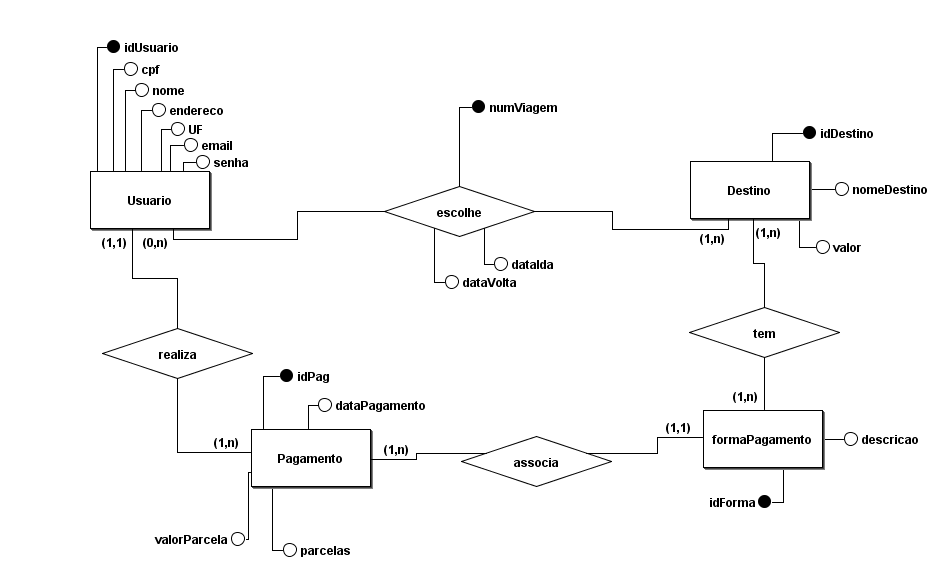 idUsuario
cpf
nome
endereco
UF
email
senha
Usuario
(1,1)
(0,n)
numViagem
escolhe
dataIda
dataVolta
idDestino
Destino
nomeDestino
(1,n)
(1,n)
valor
realiza
tem
idPag
dataPagamento
(1,n)
Pagamento
(1,n)
valorParcela
parcelas
associa
(1,1)
(1,n)
formaPagamento
descricao
idForma